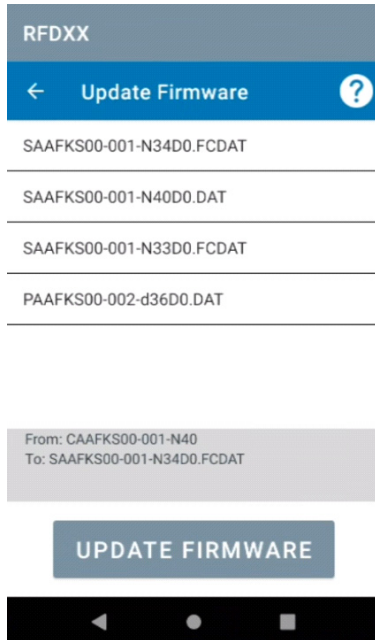 RFDXX
← Update Firmware ?
SAAFKS00-001-N34D0.FCDAT
SAAFKS00-001-N40D0.DAT
SAAFKS00-001-N33D0.FCDAT
PAAFKS00-002-d36D0.DAT
From: CAAFKS00-001-N40
To: SAAFKS00-001-N34D0.FCDAT
UPDATE FIRMWARE